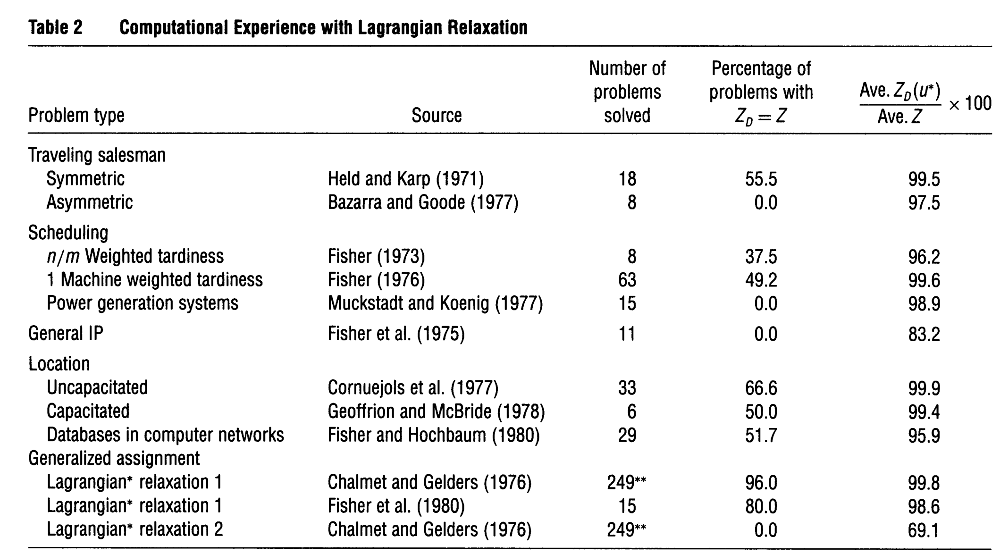 Table 2 Computational Experience with Lagrangian Relaxation
Problem type Source Number of problems solved Percentage of problems with Z_D = Z Ave. Z_D(u*) / Ave. Z × 100
Traveling salesman
Symmetric Held and Karp (1971) 18 55.5 99.5
Asymmetric Bazarra and Goode (1977) 8 0.0 97.5
Scheduling
n/m Weighted tardiness Fisher (1973) 8 37.5 96.2
1 Machine weighted tardiness Fisher (1976) 63 49.2 99.6
Power generation systems Muckstadt and Koenig (1977) 15 0.0 98.9
General IP Fisher et al. (1975) 11 0.0 83.2
Location
Uncapacitated Cornuejols et al. (1977) 33 66.6 99.9
Capacitated Geoffrion and McBride (1978) 6 50.0 99.4
Databases in computer networks Fisher and Hochbaum (1980) 29 51.7 95.9
Generalized assignment
Lagrangian* relaxation 1 Chalmet and Gelders (1976) 249** 96.0 99.8
Lagrangian* relaxation 1 Fisher et al. (1980) 15 80.0 98.6
Lagrangian* relaxation 2 Chalmet and Gelders (1976) 249** 0.0 69.1